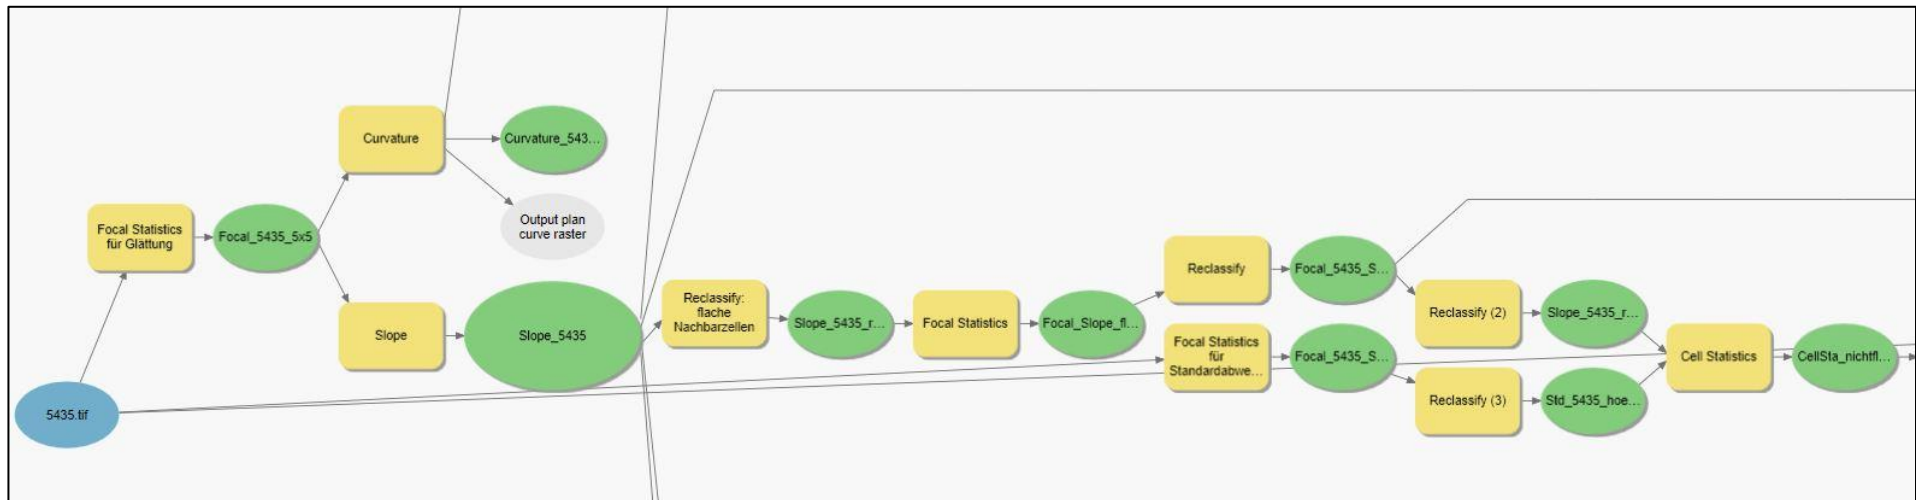 Curvature
Curvature_543...
Focal Statistics
für Glättung
Focal_5435_5x5
Output plan
curve raster
Slope
Slope_5435
5435.tif
Reclassify:
flache
Nachbarzellen
Slope_5435_r...
Focal Statistics
Focal_Slope_fl...
Reclassify
Focal_5435_S...
Focal Statistics
für
Standardabwe...
Focal_5435_S...
Reclassify (2)
Slope_5435_r...
Reclassify (3)
Std_5435_hoe...
Cell Statistics
CellSta_nichtfl...